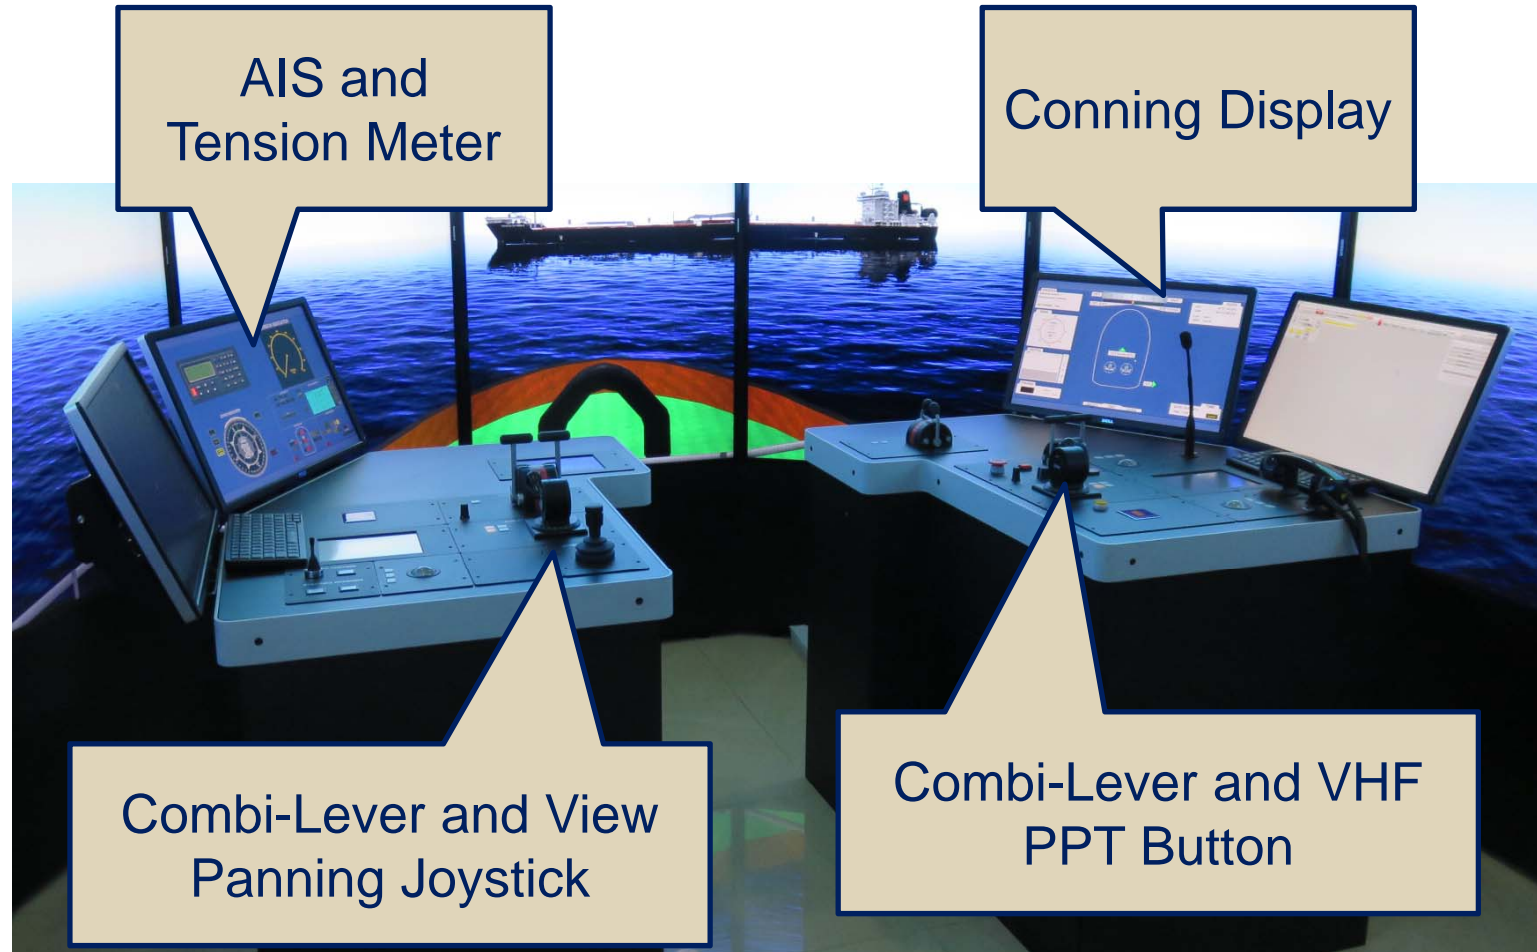 AIS and
Tension Meter
Conning Display
Combi-Lever and View
Panning Joystick
Combi-Lever and VHF
PPT Button